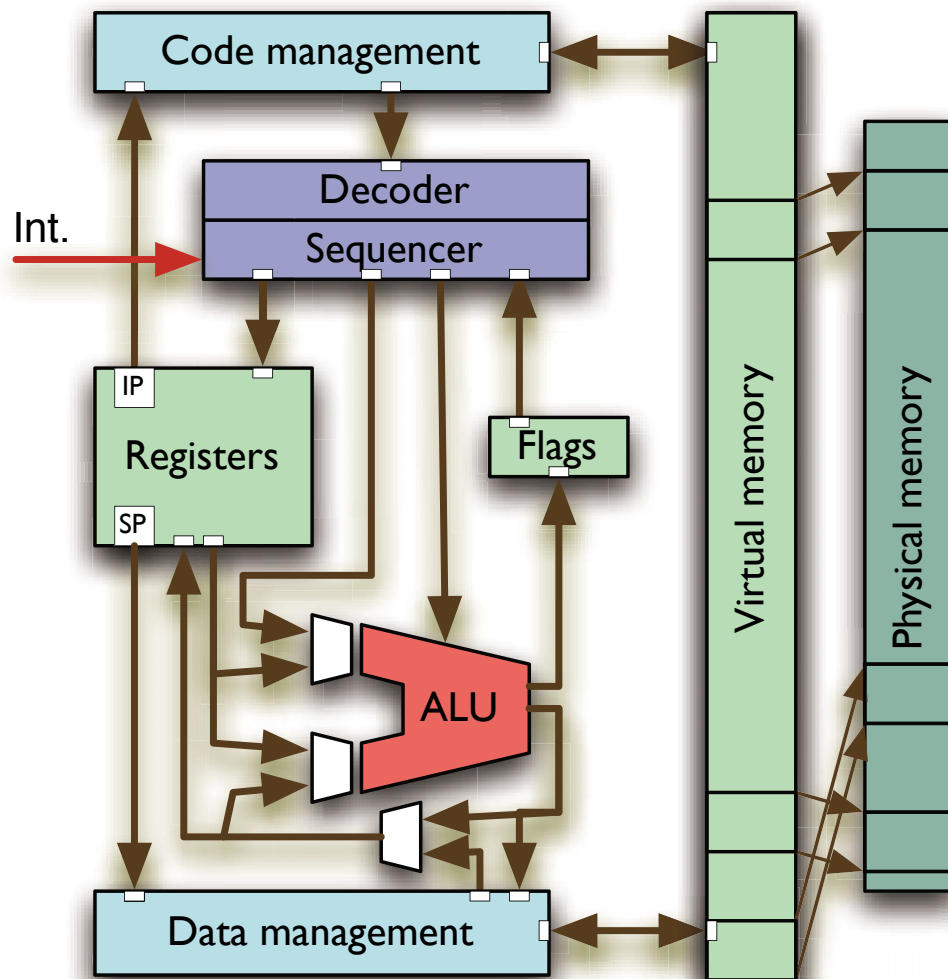 Code management
Decoder
Int.
Sequencer
IP
Registers
Flags
SP
ALU
Virtual memory
Physical memory
Data management